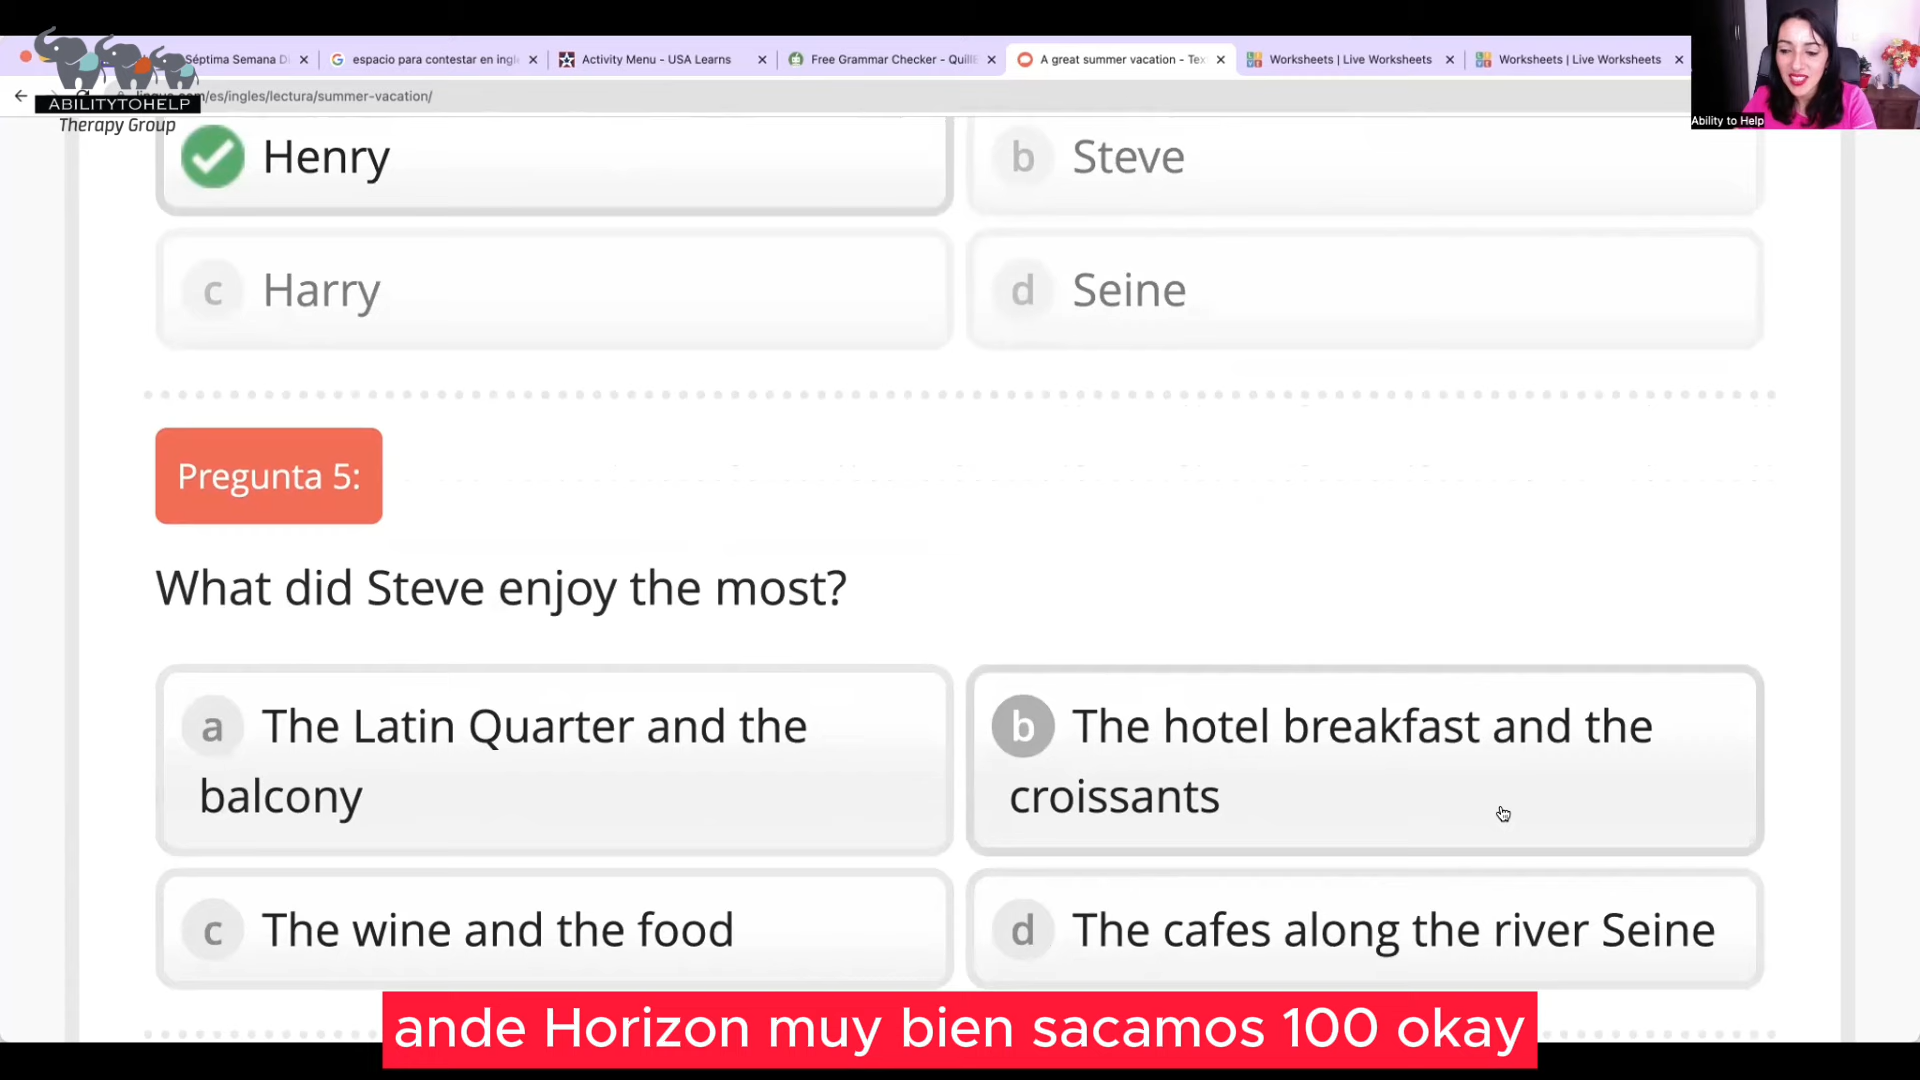 Séptima Semana Di
espacio para contestar en ingl
Activity Menu - USA Learns
Free Grammar Checker - QuillB
A great summer vacation - Tex
Worksheets | Live Worksheets
Worksheets | Live Worksheets
/es/ingles/lectura/summer-vacation/
ABILITYTOHELP
Therapy Group
Ability to Help
Henry
b Steve
c Harry
d Seine
Pregunta 5:
What did Steve enjoy the most?
a The Latin Quarter and the
balcony
b The hotel breakfast and the
croissants
c The wine and the food
d The cafes along the river Seine
ande Horizon muy bien sacamos 100 okay